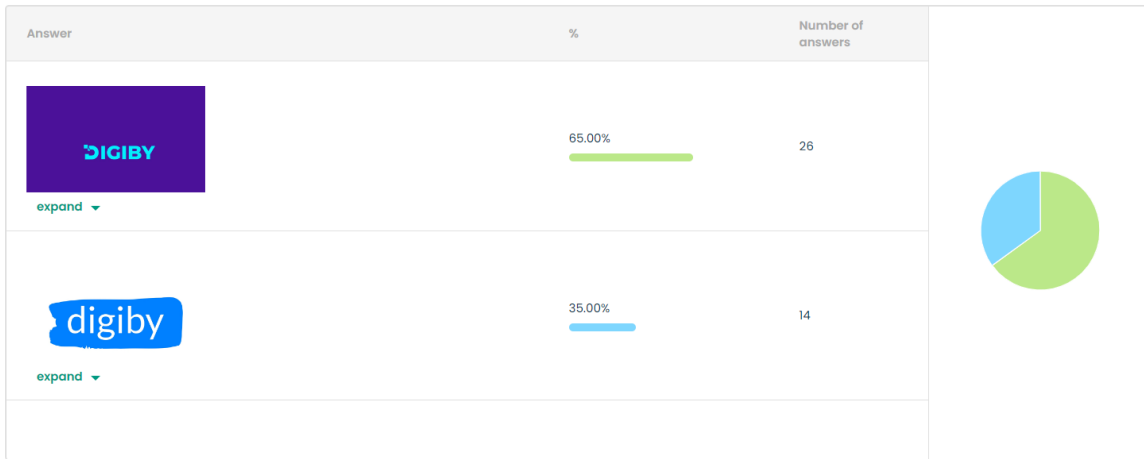 Answer
%
Number of
answers
DIGIBY
65.00%
26
expand
digiby
35.00%
14
expand